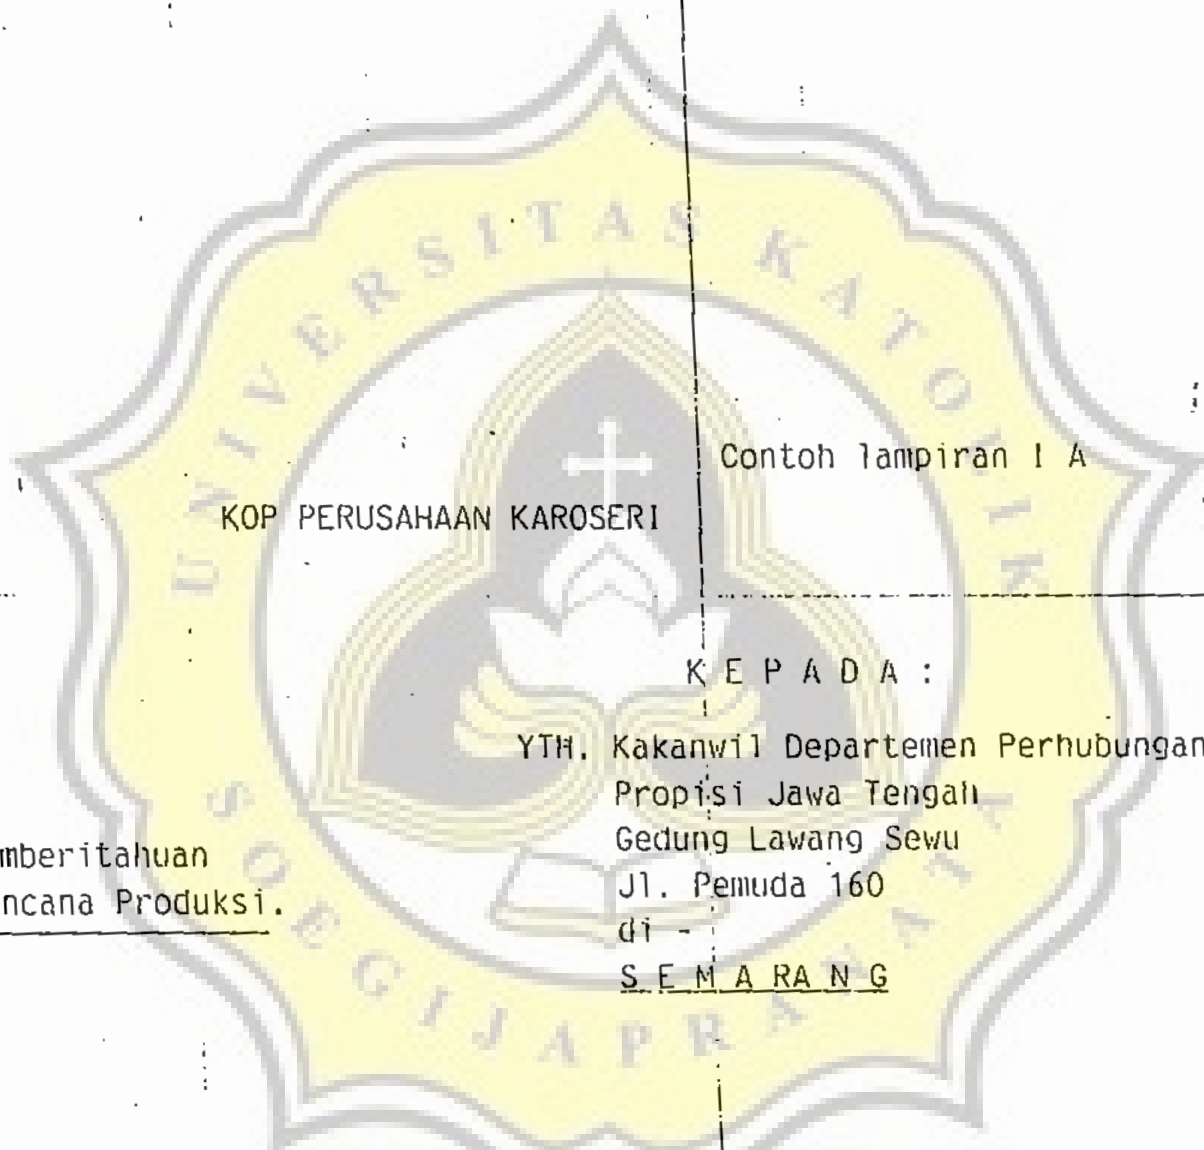 Contoh lampiran I A
KOP PERUSAHAAN KAROSERI
K E P A D A :
YTH. Kakanwil Departemen Perhubungan
Propisi Jawa Tengah
Gedung Lawang Sewu
Jl. Pemuda 160
di -
S E M A RA N G
mberitahuan
ncana Produksi.
UNIVERSITAS KATOLIK
SOEGIJAPRANATA